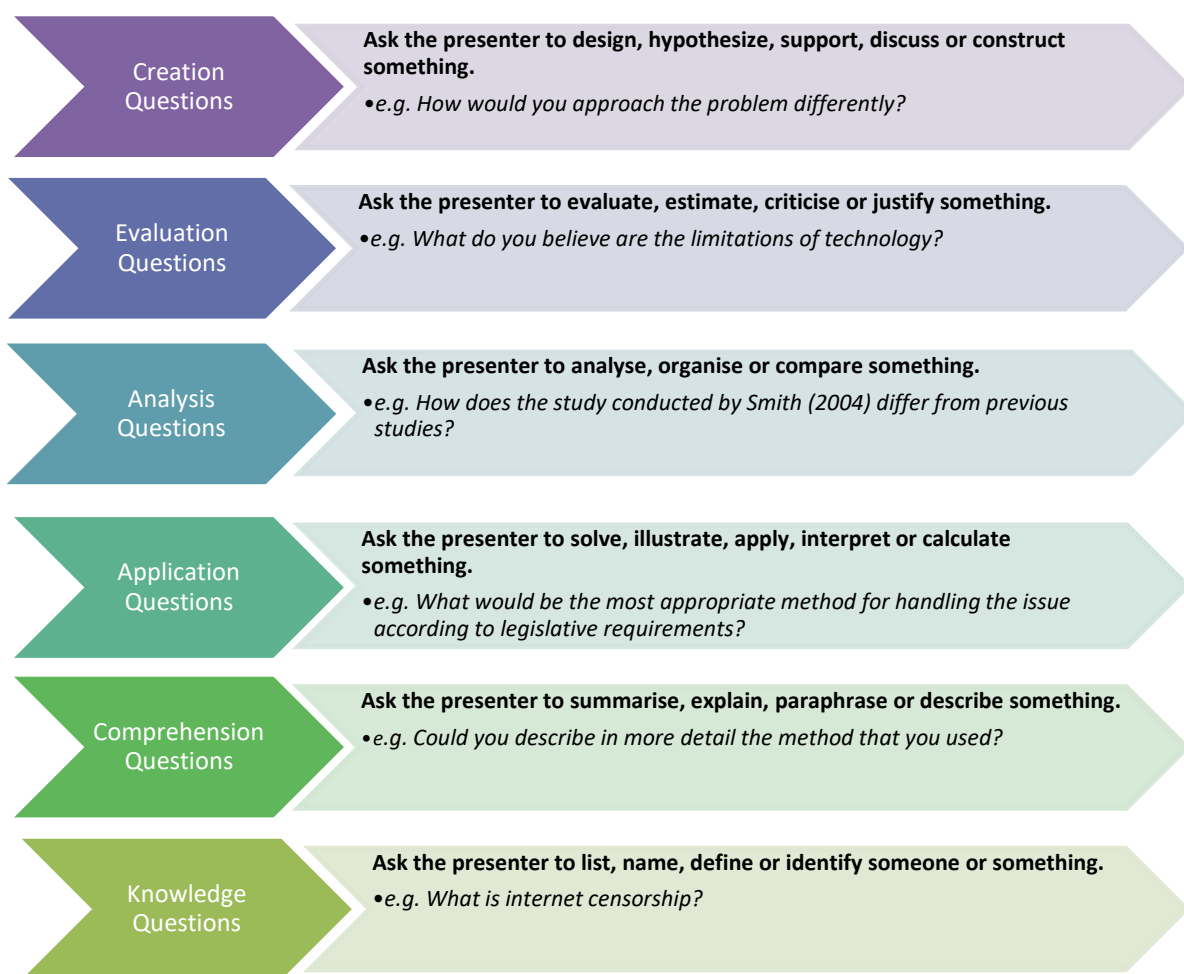 Creation
Questions
Ask the presenter to design, hypothesize, support, discuss or construct
something.
•e.g. How would you approach the problem differently?
Evaluation
Questions
Ask the presenter to evaluate, estimate, criticise or justify something.
•e.g. What do you believe are the limitations of technology?
Analysis
Questions
Ask the presenter to analyse, organise or compare something.
•e.g. How does the study conducted by Smith (2004) differ from previous
studies?
Application
Questions
Ask the presenter to solve, illustrate, apply, interpret or calculate
something.
•e.g. What would be the most appropriate method for handling the issue
according to legislative requirements?
Comprehension
Questions
Ask the presenter to summarise, explain, paraphrase or describe something.
•e.g. Could you describe in more detail the method that you used?
Knowledge
Questions
Ask the presenter to list, name, define or identify someone or something.
•e.g. What is internet censorship?